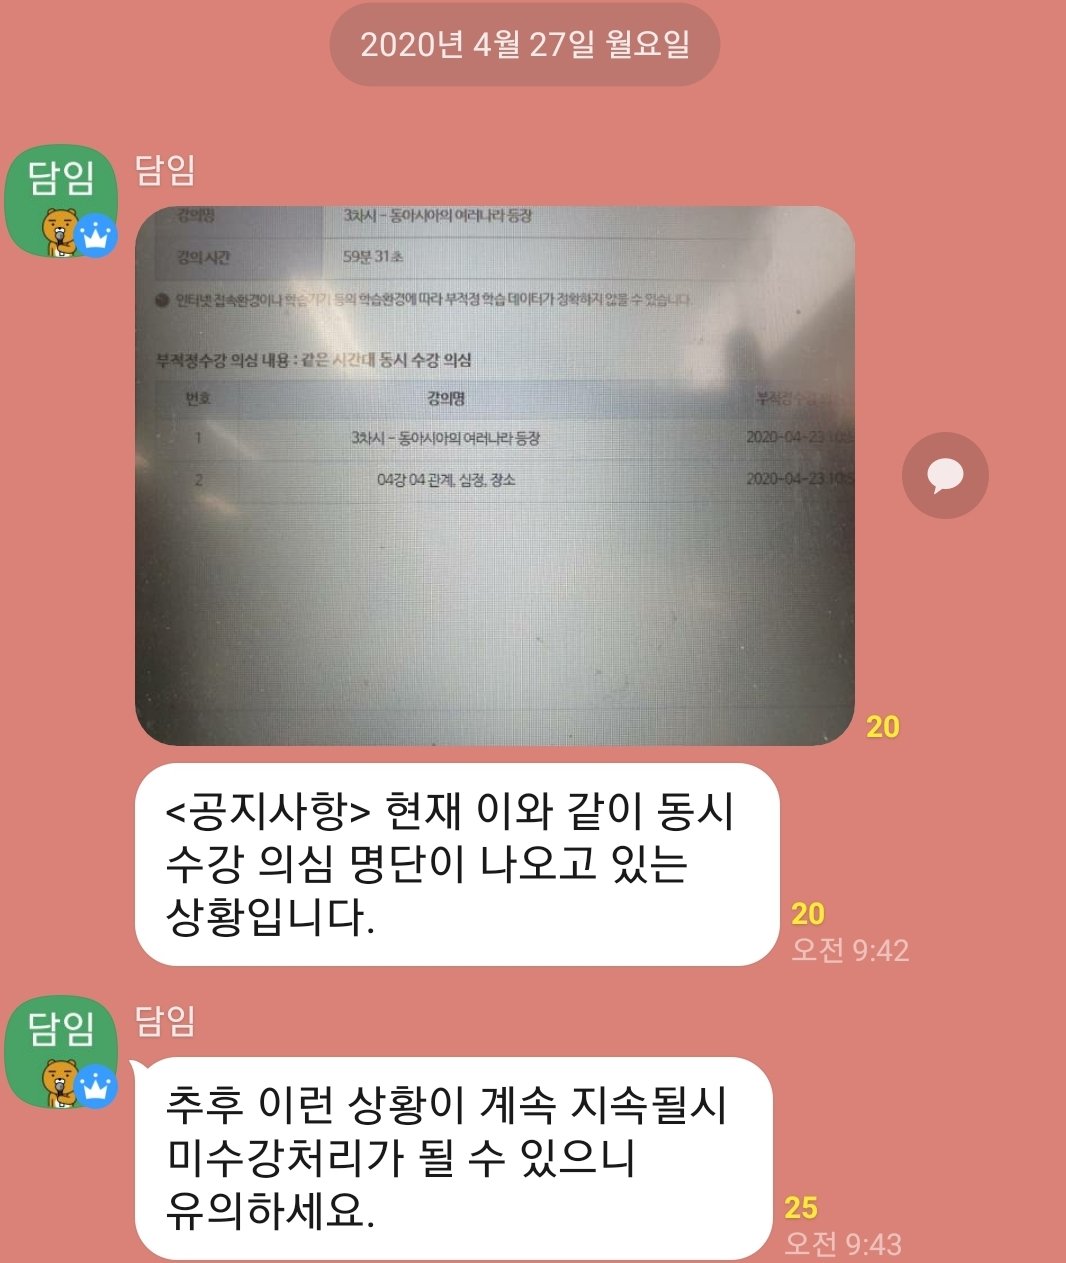 2020년 4월 27일 월요일
담임
담임
강의명 3차시 - 동아시아의 여러나라 등장
강의 시간 59분 31초
인터넷 접속환경이나 학습기기 등의 학습환경에 따라 부적정 학습 데이터가 정확하지 않을 수 있습니다.
부적정수강 의심 내용 : 같은 시간대 동시 수강 의심
번호 강의명 부적정수강
1 3차시 - 동아시아의 여러나라 등장 2020-04-23
2 04강 04 관계, 심정, 장소 2020-04-23
20
<공지사항> 현재 이와 같이 동시
수강 의심 명단이 나오고 있는
상황입니다.
20
오전 9:42
담임
담임
추후 이런 상황이 계속 지속될시
미수강처리가 될 수 있으니
유의하세요.
25
오전 9:43